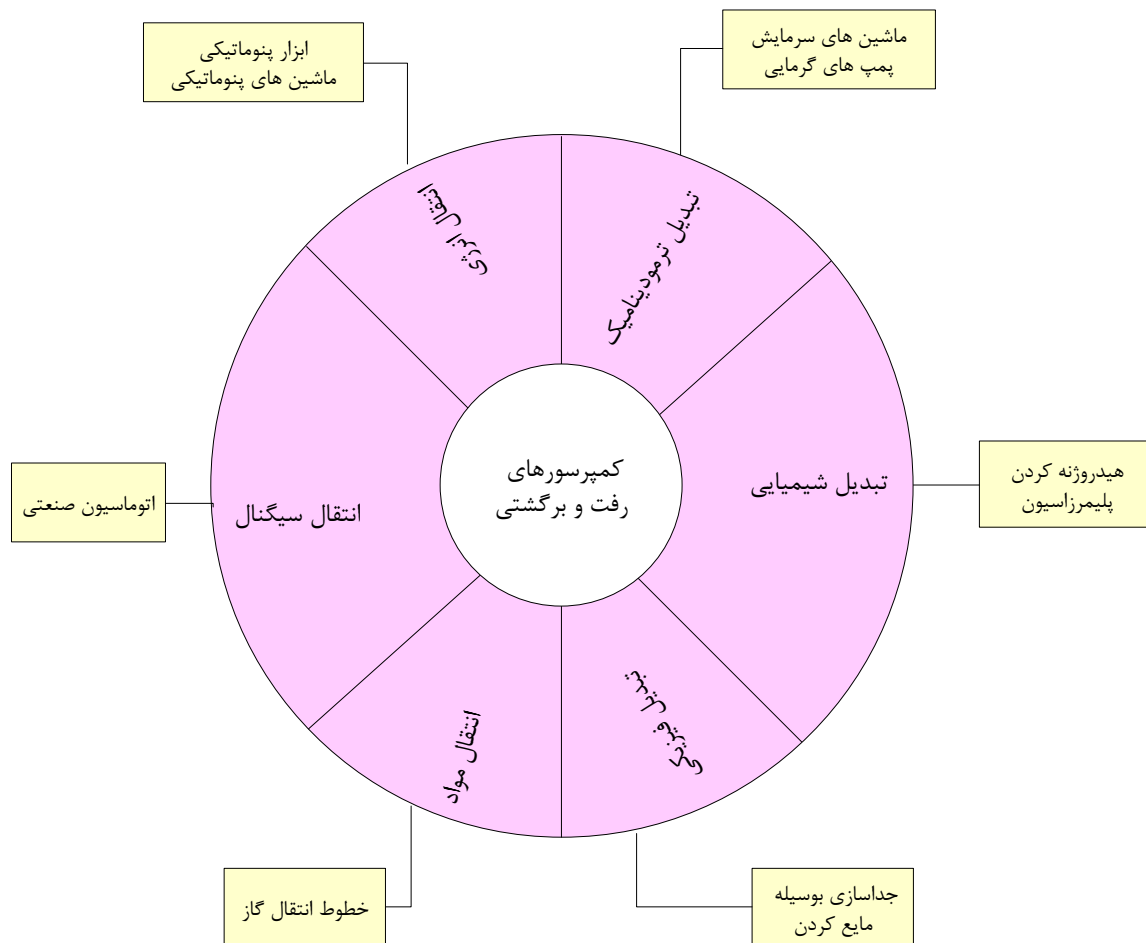 ماشین های سرمایش
پمپ های گرمایی
ابزار پنوماتیکی
ماشین های پنوماتیکی
تبدیل ترمودینامیک
انتقال انرژی
هیدروژنه کردن
پلیمرزاسیون
تبدیل شیمیایی
کمپرسورهای
رفت و برگشتی
انتقال سیگنال
اتوماسیون صنعتی
تبدیل فیزیکی
انتقال مواد
جداسازی بوسیله
مایع کردن
خطوط انتقال گاز